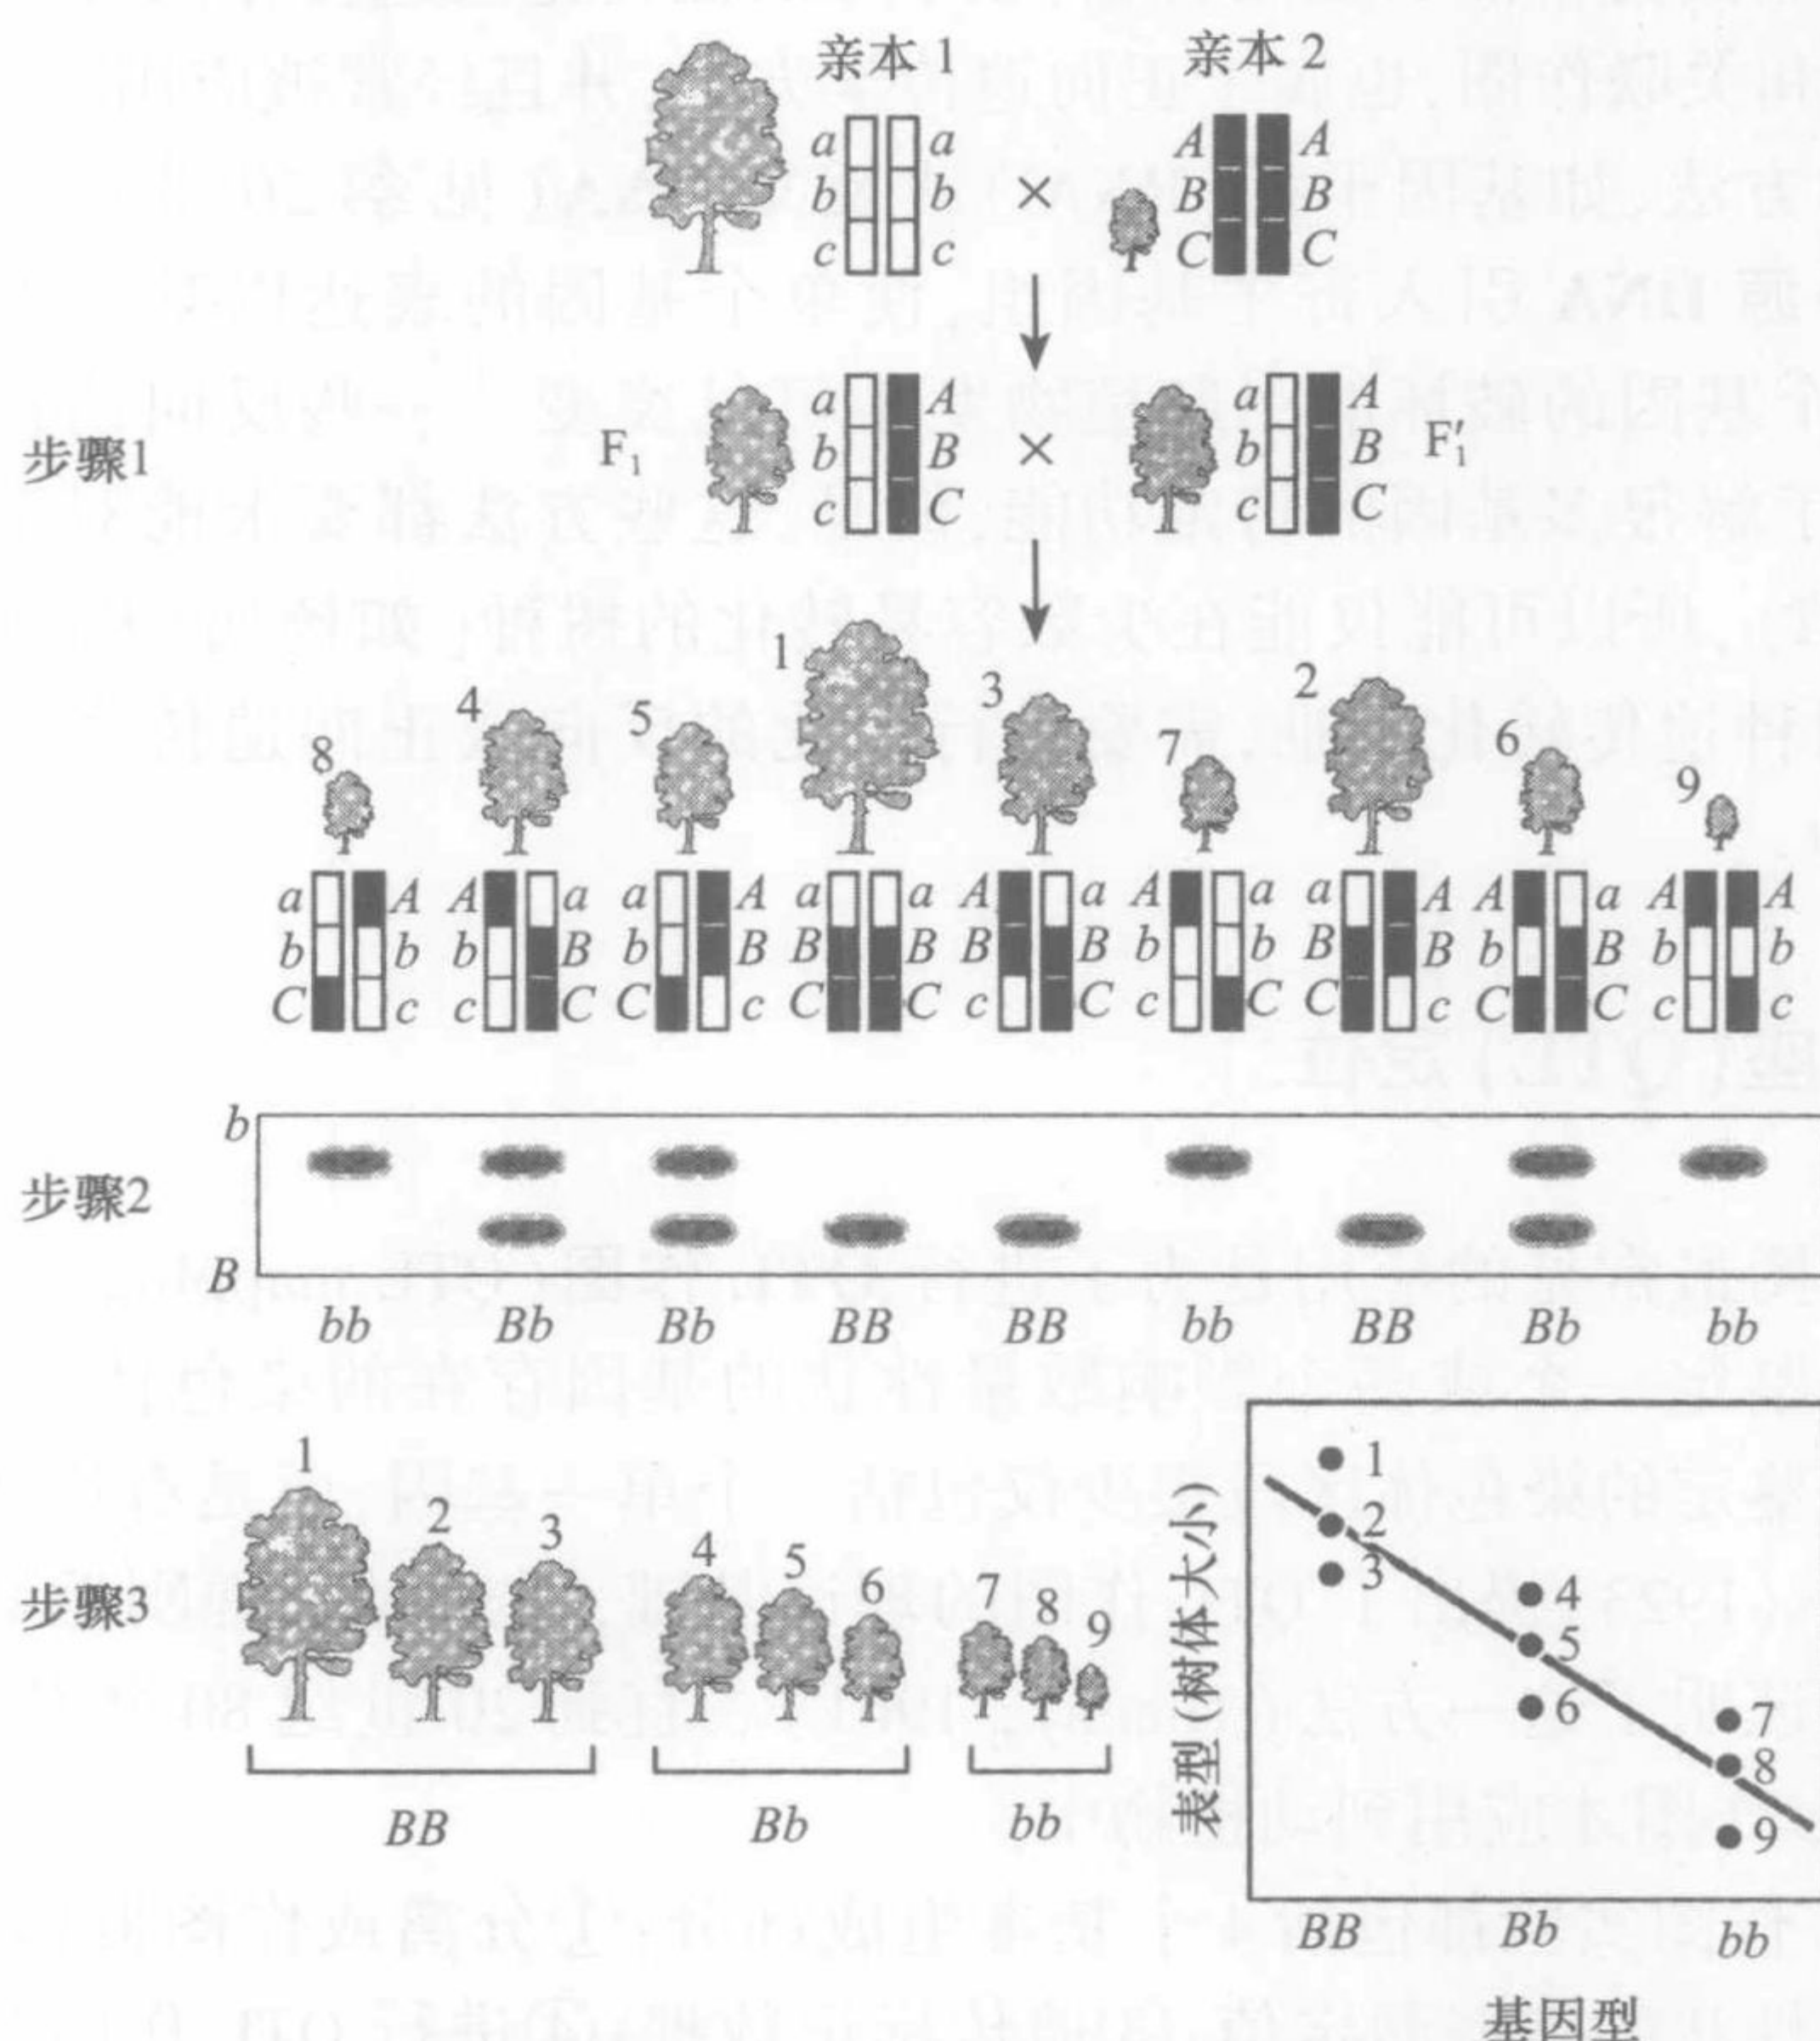 亲本 1 亲本 2
a a A A
b b × B B
c c C C
a A a A
步骤1 F₁ b B × b B F′₁
c C c C
8 4 5 1 3 7 2 6 9
a A A a a A a a A a A a a A A a A A
b b b B b B B B B B b b B B b B b b
C c c C C c C C c C c C C c C C c c
b
步骤2
B
bb Bb Bb BB BB bb BB Bb bb
步骤3
1 2 3 4 5 6 7 8 9
BB Bb bb
表型 (树体大小)
1
2
3
4
5
6
7
8
9
BB Bb bb
基因型